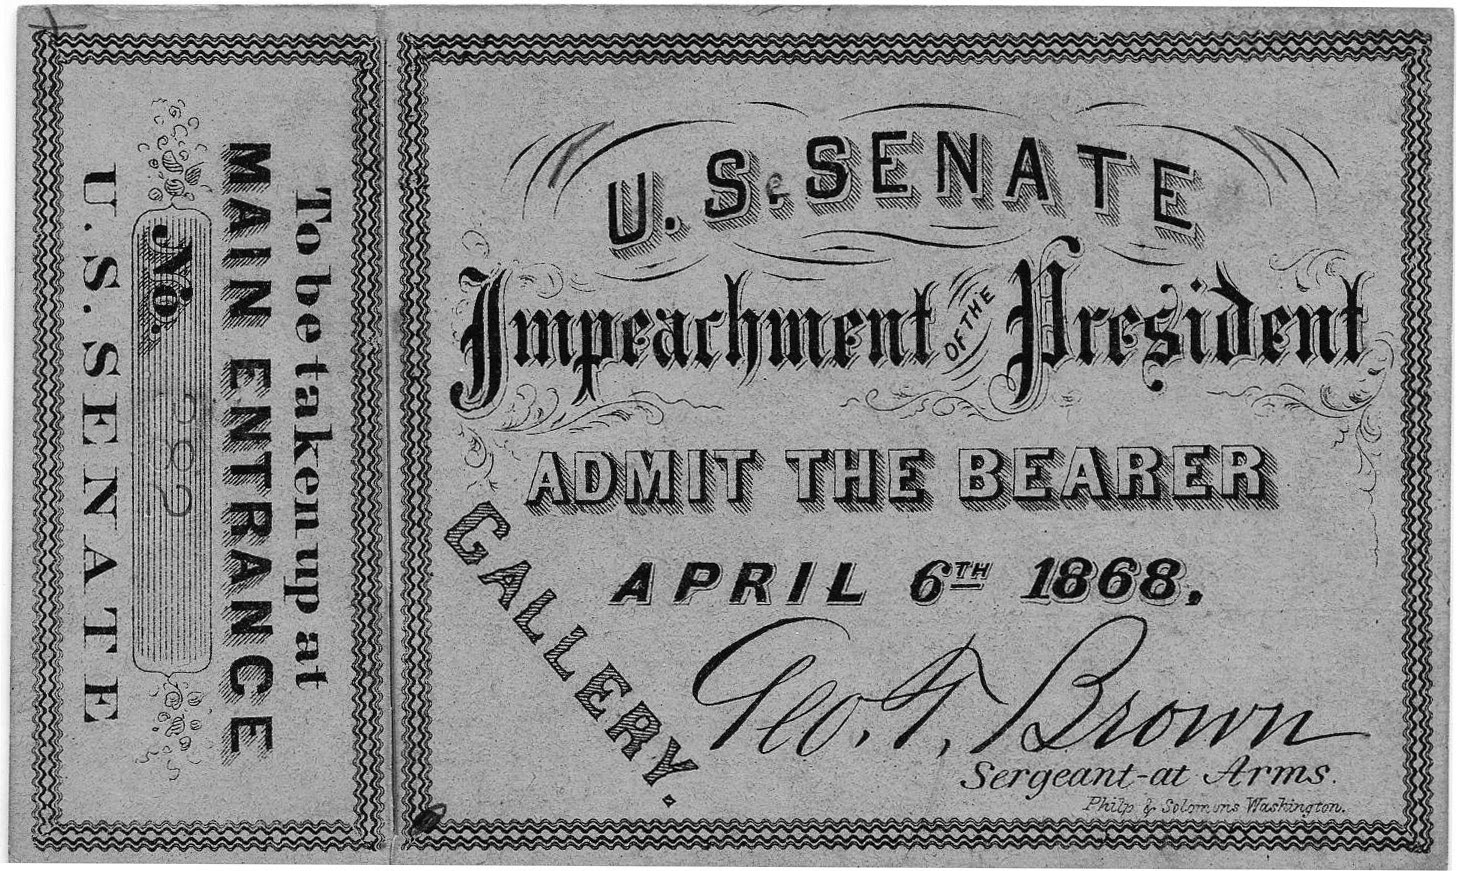 To be taken up at
MAIN ENTRANCE
No. 382
U.S. SENATE
U. S. SENATE
Impeachment OF THE President
ADMIT THE BEARER
APRIL 6TH 1868.
GALLERY.
Geo. T. Brown
Sergeant-at Arms.
Philp & Solomons Washington.